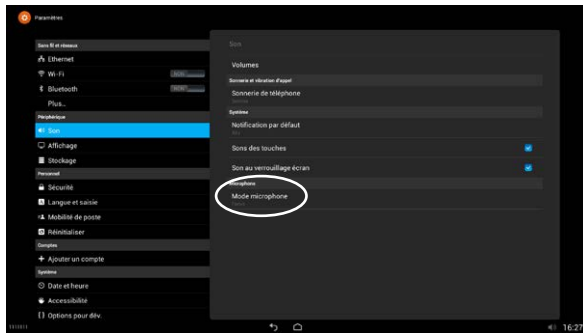 Paramètres
Sans fil et réseaux
Ethernet
Wi-Fi
NON
Bluetooth
NON
Plus...
Périphérique
Son
Affichage
Stockage
Personnel
Sécurité
Langue et saisie
Mobilité de poste
Réinitialiser
Comptes
+ Ajouter un compte
Système
Date et heure
Accessibilité
{ } Options pour dév.
Son
Volumes
Sonnerie et vibration d'appel
Sonnerie de téléphone
Système
Notification par défaut
Sons des touches
Son au verrouillage écran
Microphone
Mode microphone
16:27